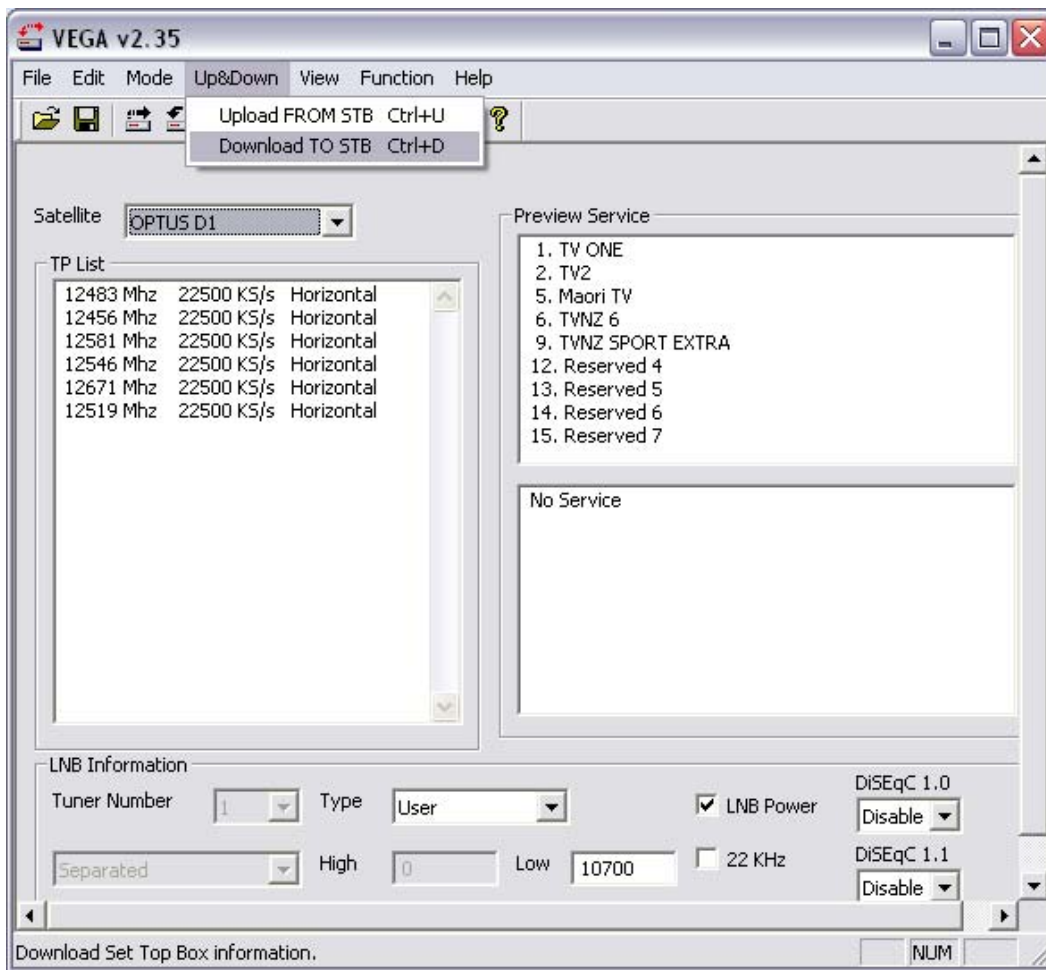 VEGA v2.35
File Edit Mode Up&Down View Function Help
Upload FROM STB Ctrl+U
Download TO STB Ctrl+D
Satellite OPTUS D1
TP List
12483 Mhz 22500 KS/s Horizontal
12456 Mhz 22500 KS/s Horizontal
12581 Mhz 22500 KS/s Horizontal
12546 Mhz 22500 KS/s Horizontal
12671 Mhz 22500 KS/s Horizontal
12519 Mhz 22500 KS/s Horizontal
Preview Service
1. TV ONE
2. TV2
5. Maori TV
6. TVNZ 6
9. TVNZ SPORT EXTRA
12. Reserved 4
13. Reserved 5
14. Reserved 6
15. Reserved 7
No Service
LNB Information
Tuner Number 1 Type User LNB Power DiSEqC 1.0
Disable
Separated High 0 Low 10700 22 KHz DiSEqC 1.1
Disable
Download Set Top Box information. NUM